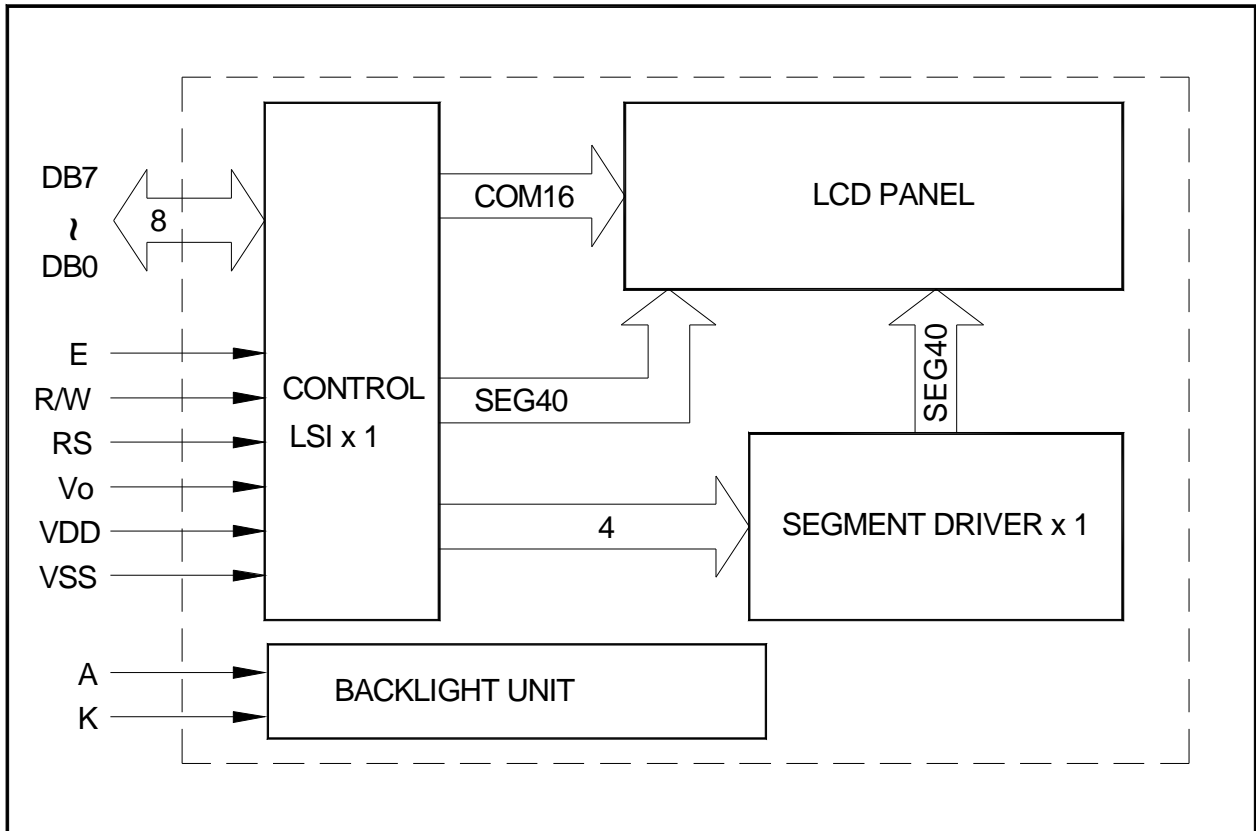 DB7
~
DB0
8
COM16
LCD PANEL
E
R/W
RS
Vo
VDD
VSS
CONTROL
LSI x 1
SEG40
SEG40
4
SEGMENT DRIVER x 1
A
K
BACKLIGHT UNIT